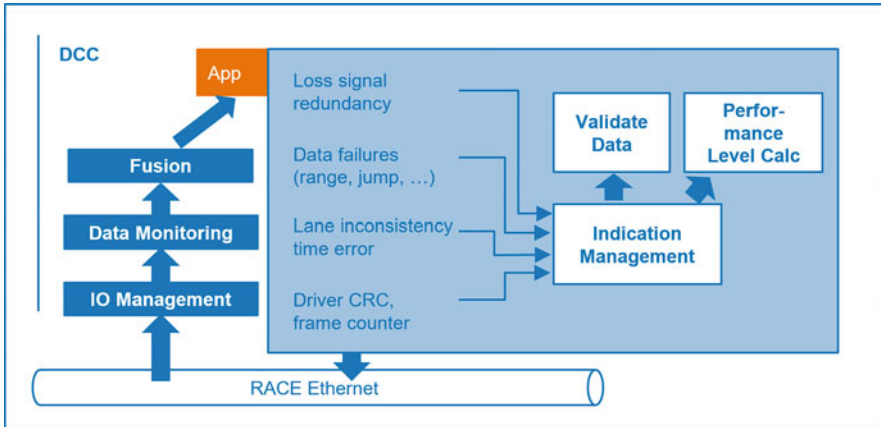 DCC
App
Fusion
Data Monitoring
IO Management
Loss signal
redundancy
Data failures
(range, jump, …)
Lane inconsistency
time error
Driver CRC,
frame counter
Validate
Data
Perfor-
mance
Level Calc
Indication
Management
RACE Ethernet